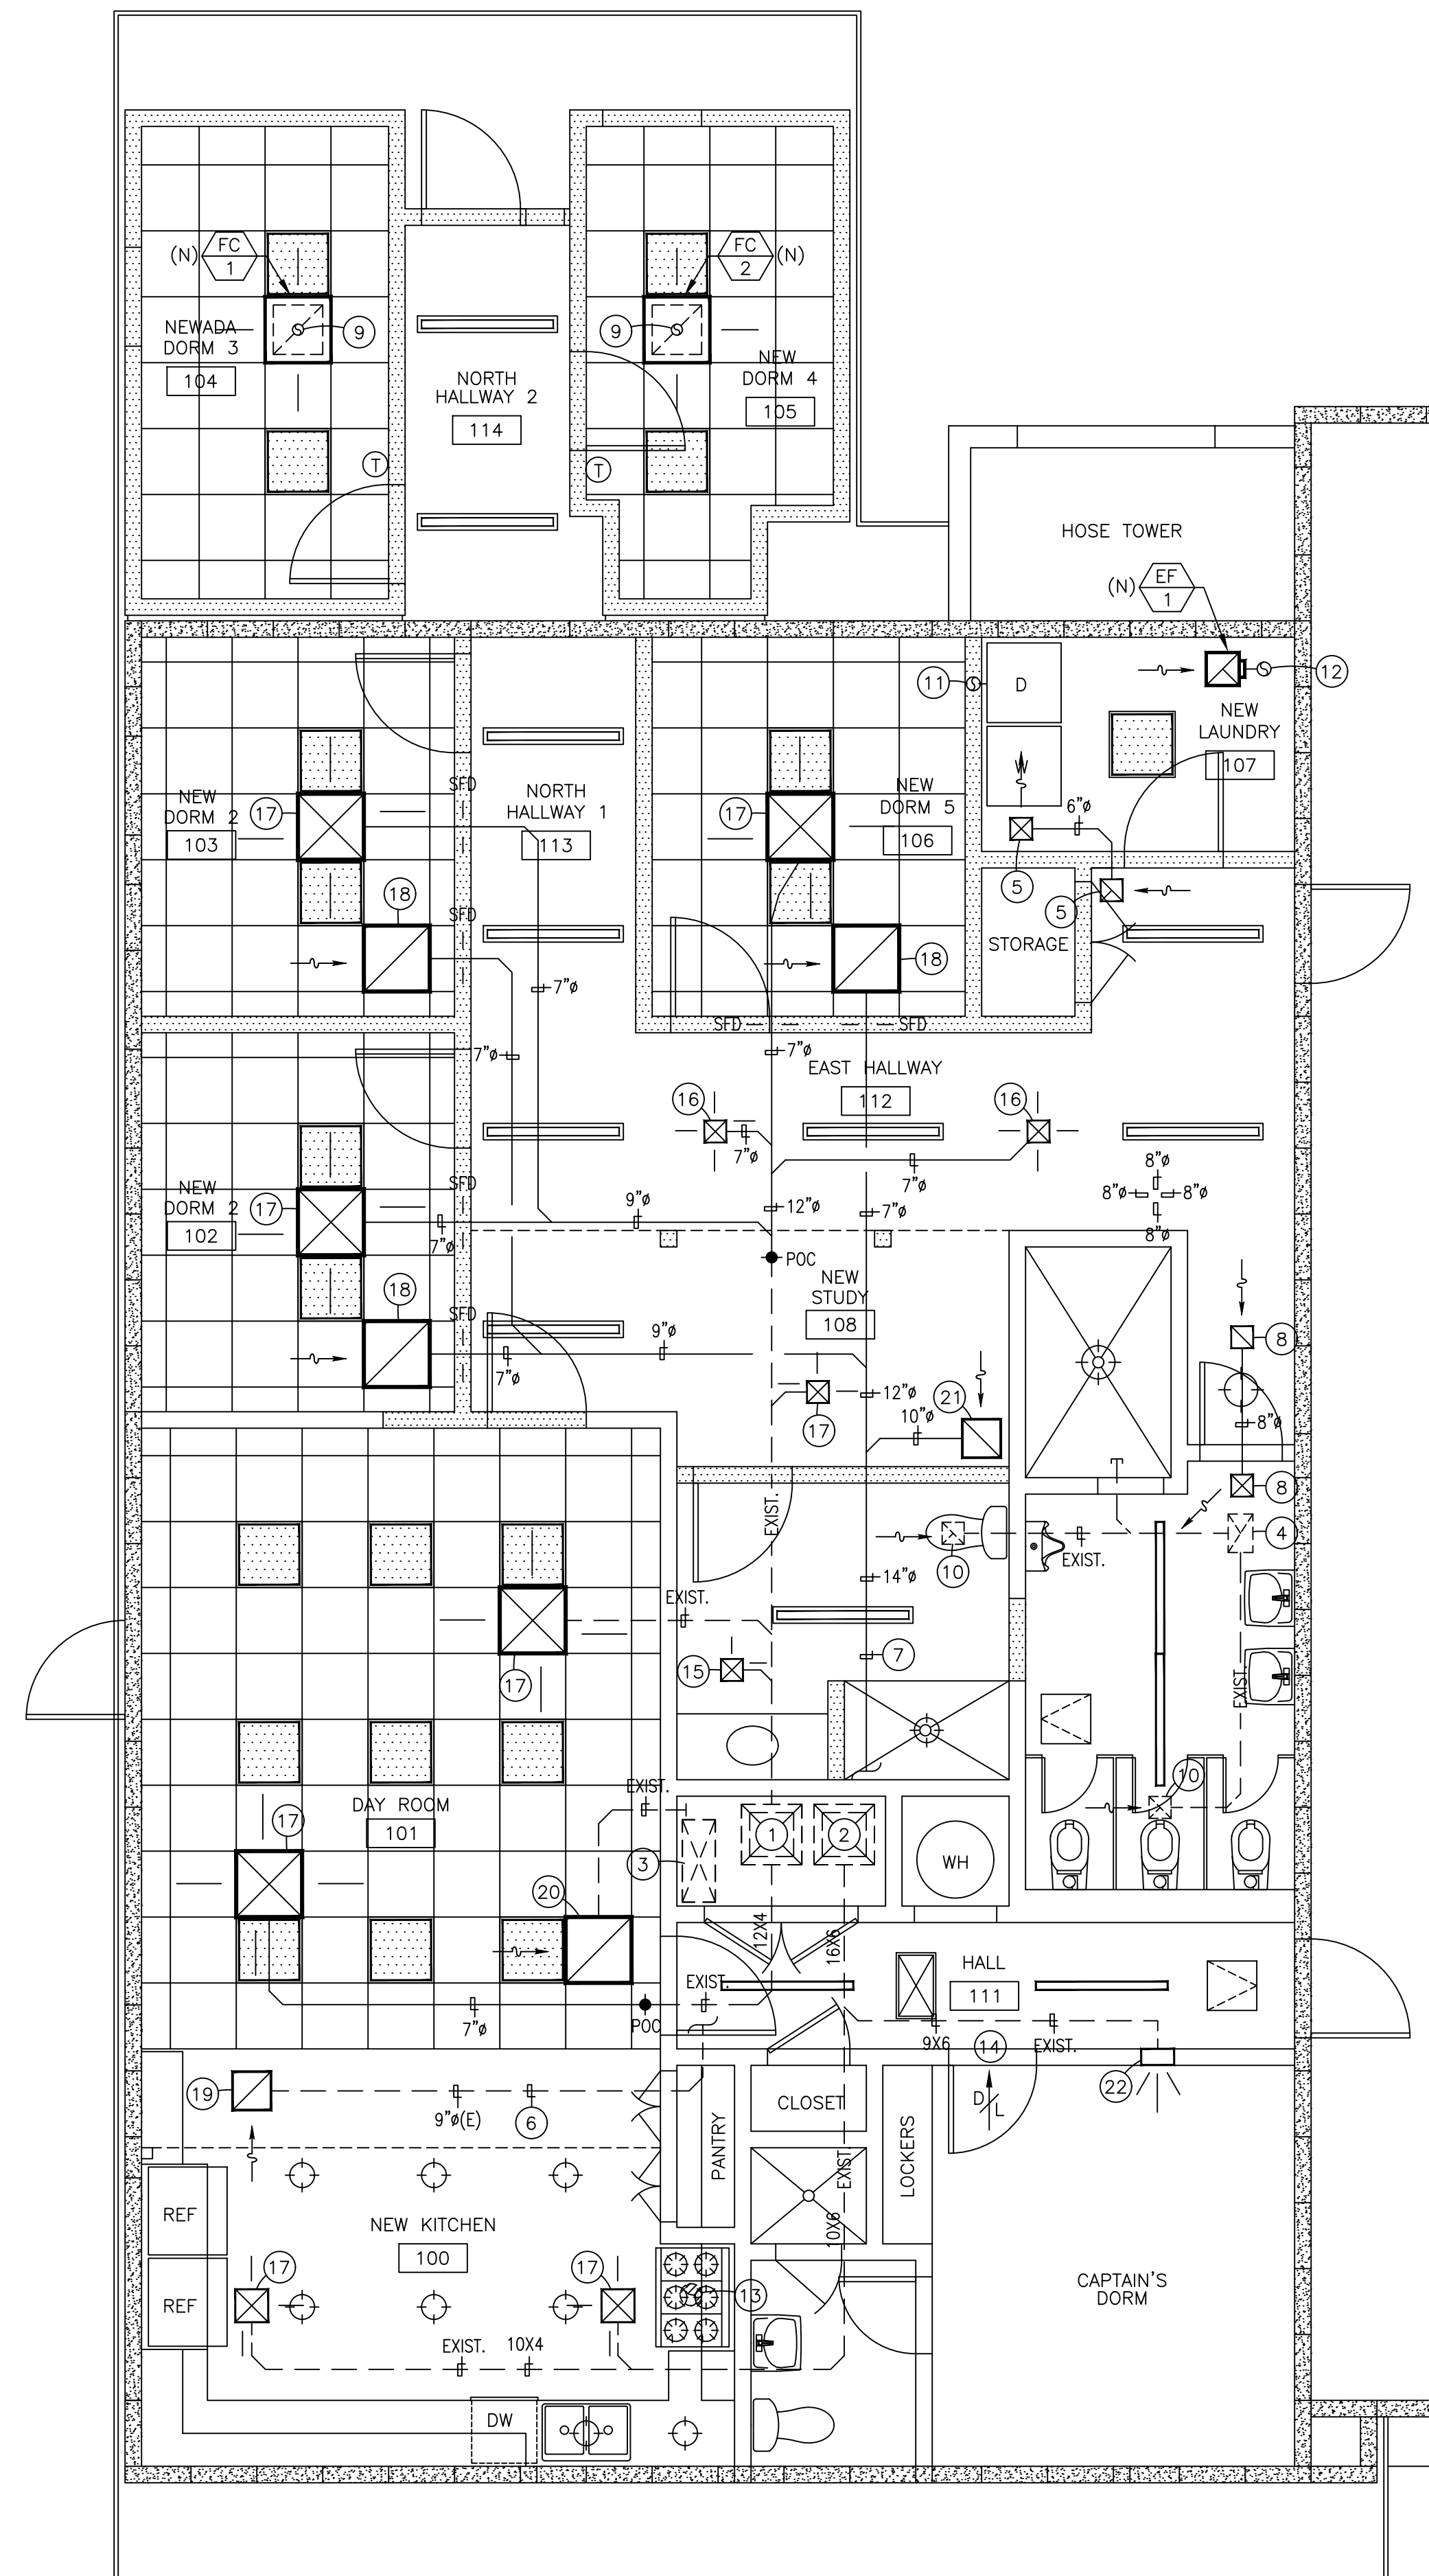 (N)
FC
1
FC
2
(N)
NEWADA
DORM 3
104
9
9
NEW
DORM 4
105
NORTH
HALLWAY 2
114
T
T
HOSE TOWER
(N)
EF
1
11
D
12
NEW
LAUNDRY
107
W
6"ø
5
5
STORAGE
NEW
DORM 2
103
17
SFD
NORTH
HALLWAY 1
113
17
NEW
DORM 5
106
18
SFD
18
7"ø
SFD
SFD
7"ø
7"ø
EAST HALLWAY
112
16
16
7"ø
7"ø
8"ø
8"ø
8"ø
8"ø
NEW
DORM 2
102
17
SFD
9"ø
7"ø
12"ø
7"ø
POC
NEW
STUDY
108
18
SFD
9"ø
7"ø
8
17
12"ø
10"ø
21
8"ø
8
EXIST.
4
EXIST.
10
14"ø
EXIST.
7
15
17
EXIST.
EXIST.
10
DAY ROOM
101
17
1
2
3
WH
20
12X4
16X6
HALL
111
EXIST.
7"ø
POC
9X6
14
EXIST.
19
9"ø(E)
6
22
D
L
CLOSET
PANTRY
LOCKERS
EXIST.
10X6
REF
NEW KITCHEN
100
17
17
13
REF
CAPTAIN'S
DORM
EXIST.
10X4
DW